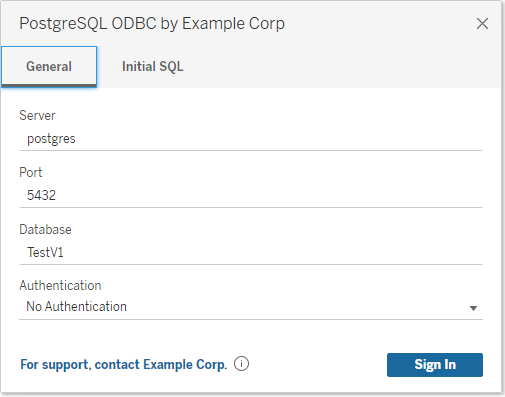 PostgreSQL ODBC by Example Corp
General Initial SQL
Server
postgres
Port
5432
Database
TestV1
Authentication
No Authentication
For support, contact Example Corp. Sign In